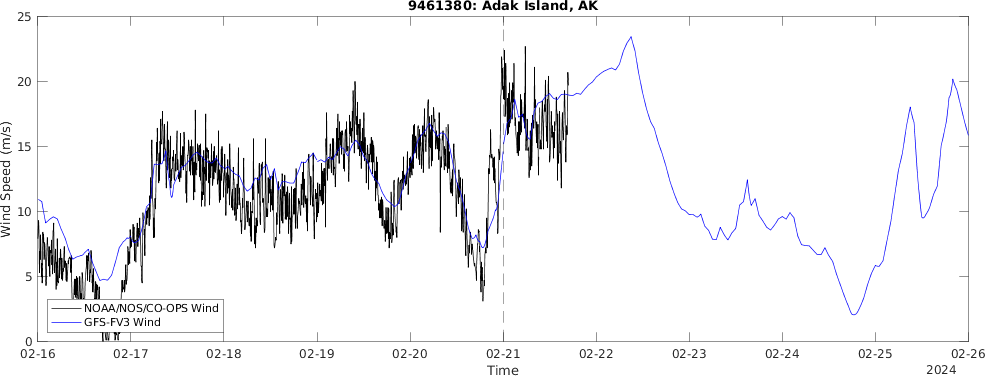 9461380: Adak Island, AK
25
20
15
10
5
0
Wind Speed (m/s)
NOAA/NOS/CO-OPS Wind
GFS-FV3 Wind
02-16 02-17 02-18 02-19 02-20 02-21 02-22 02-23 02-24 02-25 02-26
Time
2024